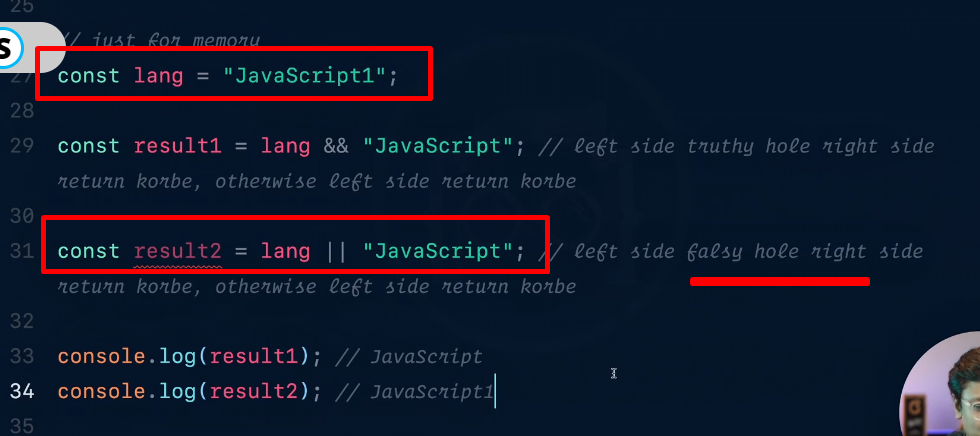 25
S
// just for memory
27 const lang = "JavaScript1";
28
29 const result1 = lang && "JavaScript"; // left side truthy hole right side
return korbe, otherwise left side return korbe
30
31 const result2 = lang || "JavaScript"; // left side falsy hole right side
return korbe, otherwise left side return korbe
32
33 console.log(result1); // JavaScript
34 console.log(result2); // JavaScript1
35